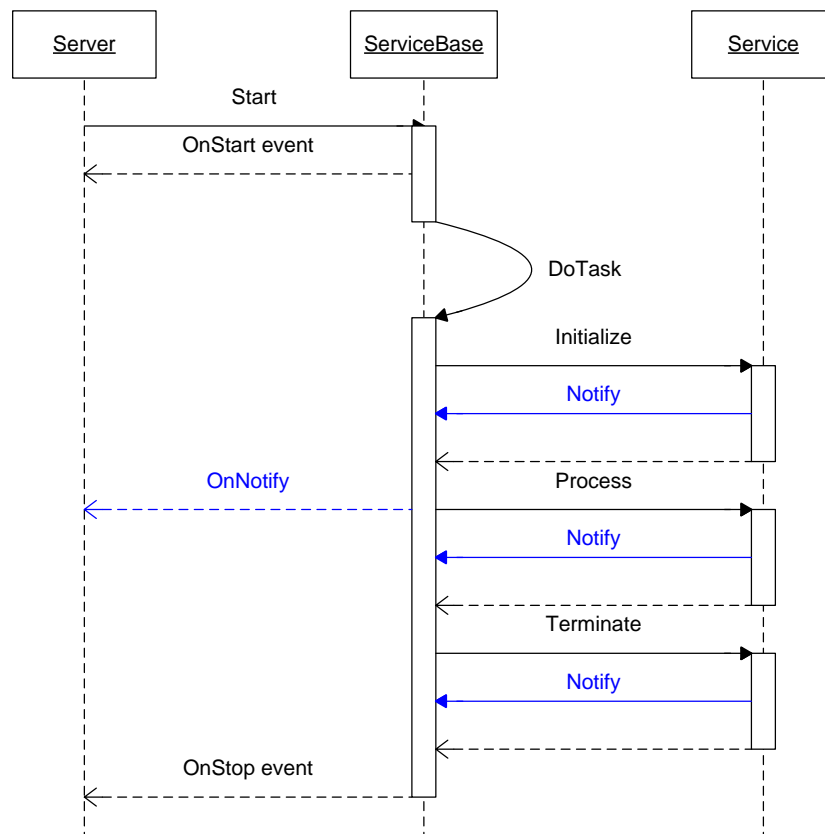 Server
ServiceBase
Service
Start
OnStart event
DoTask
Initialize
Notify
OnNotify
Process
Notify
Terminate
Notify
OnStop event